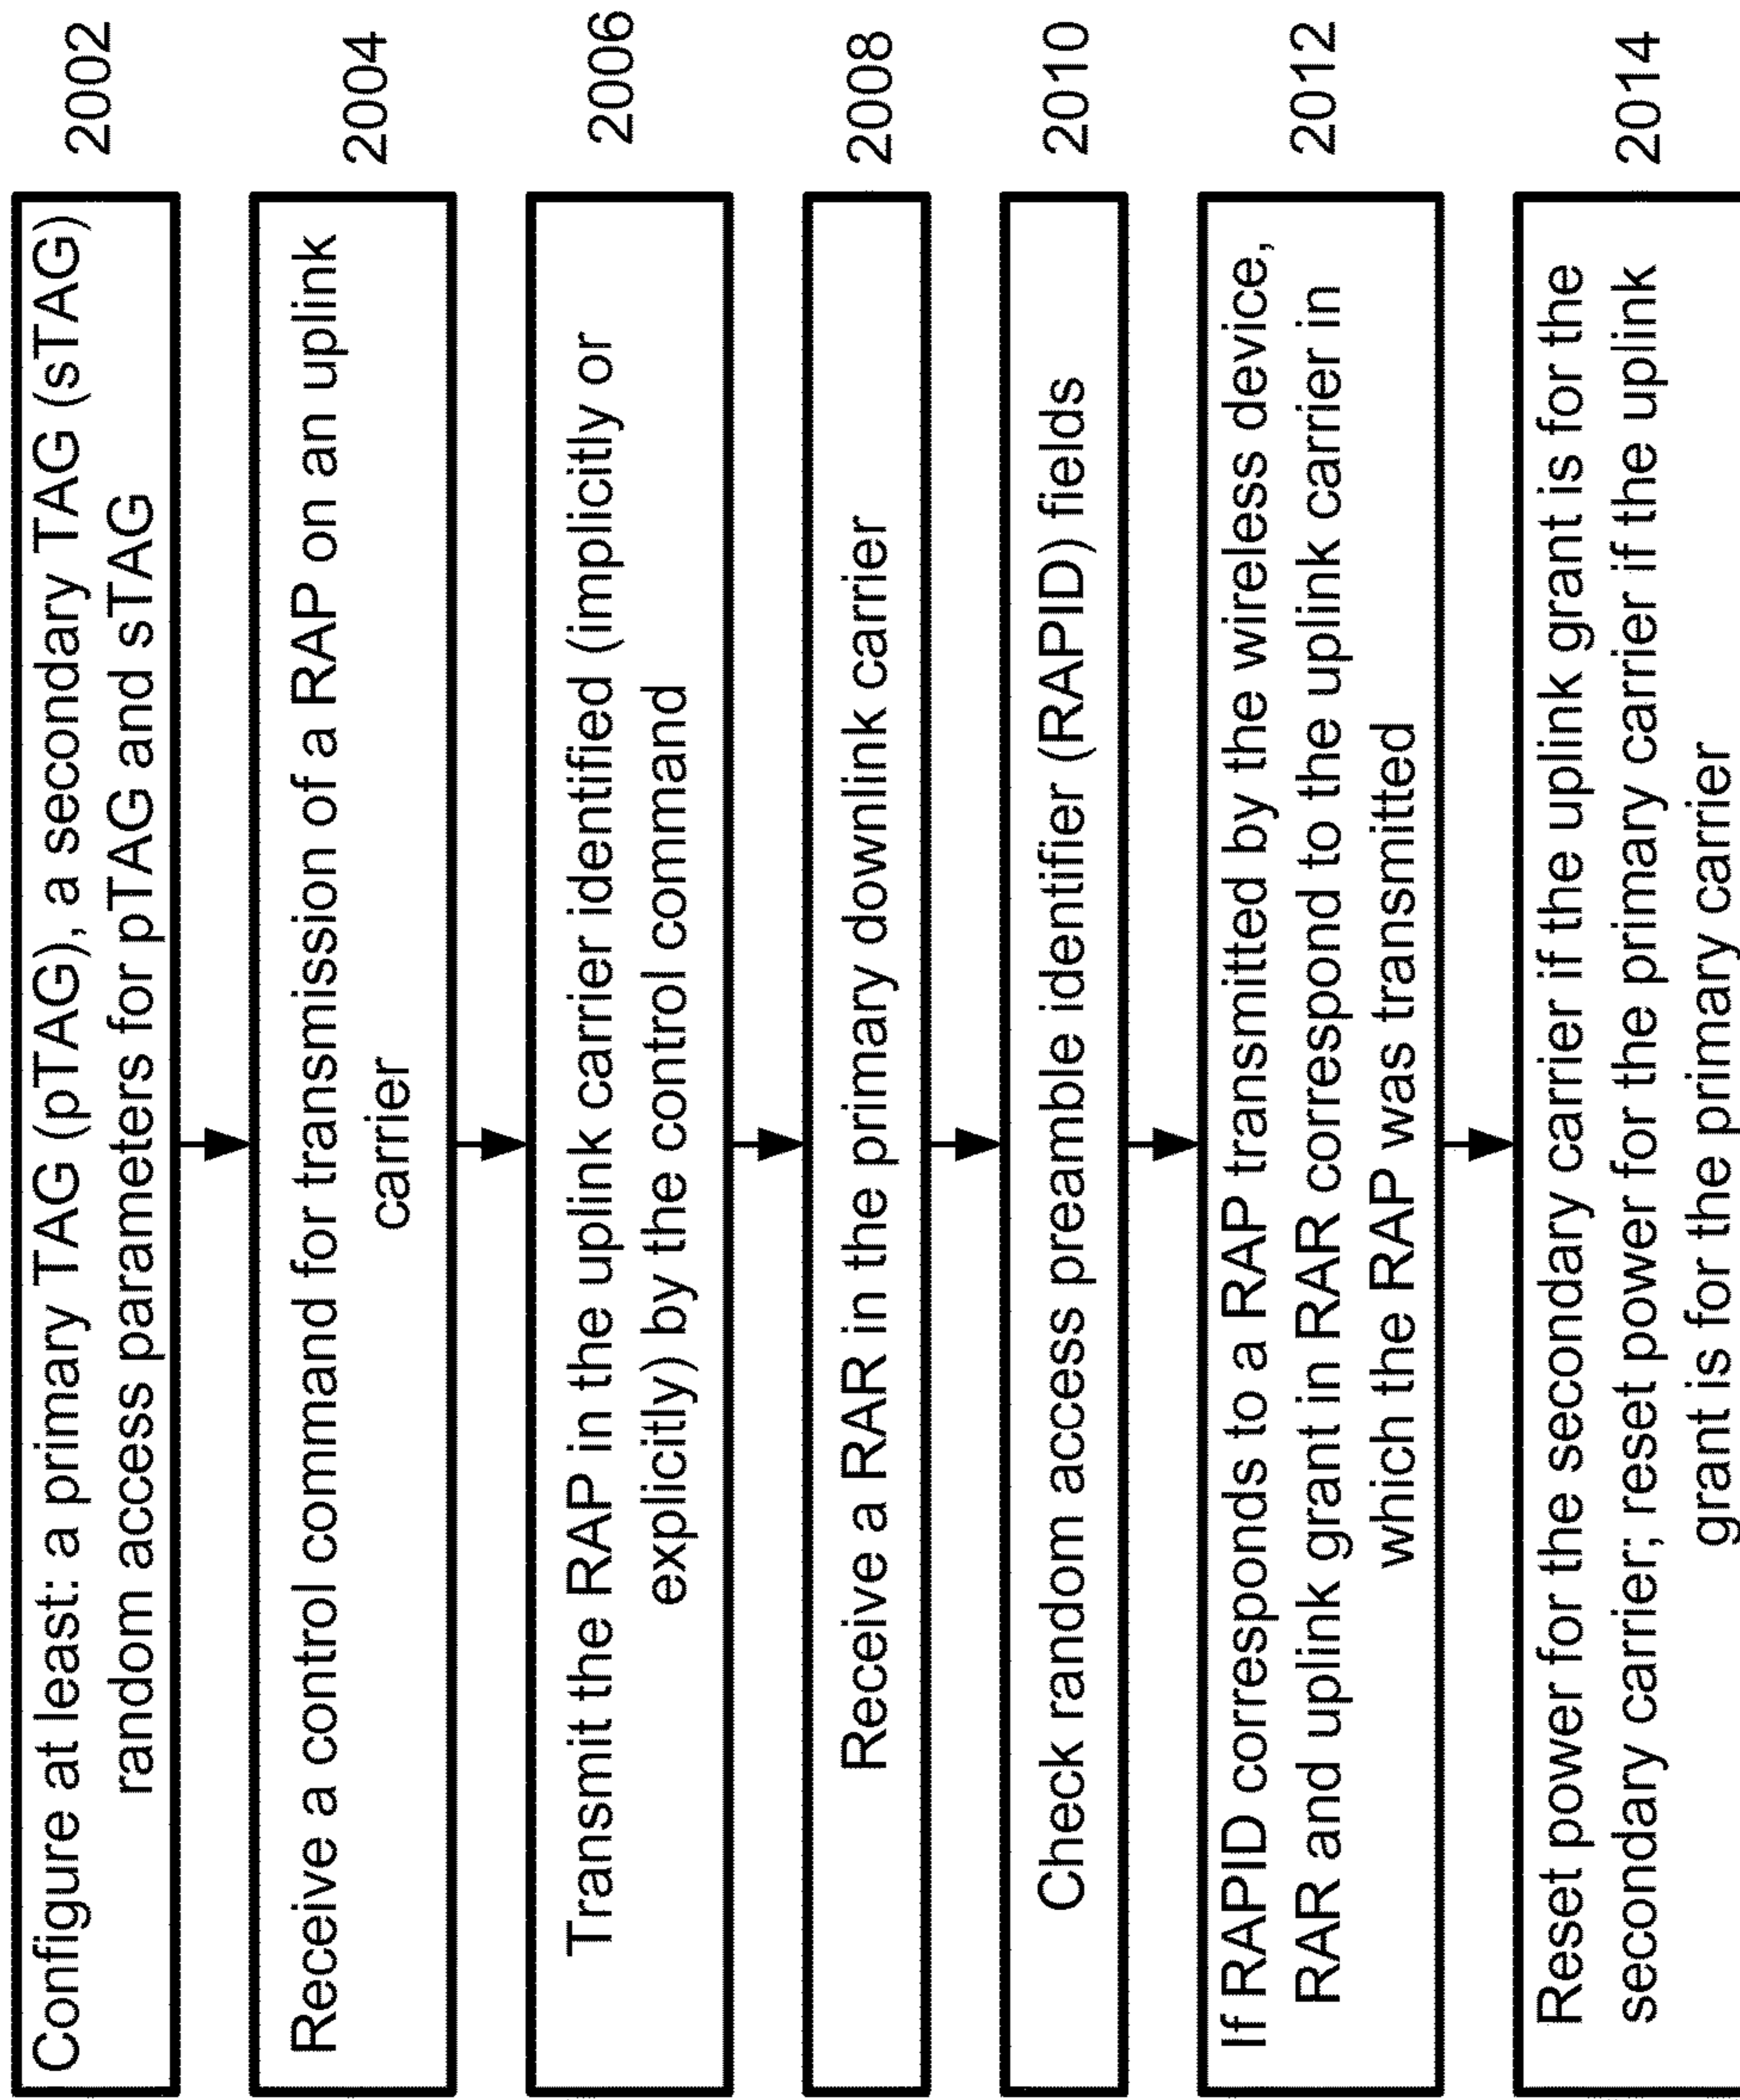 Configure at least: a primary TAG (pTAG), a secondary TAG (sTAG)
random access parameters for pTAG and sTAG
2002
Receive a control command for transmission of a RAP on an uplink
carrier
2004
Transmit the RAP in the uplink carrier identified (implicitly or
explicitly) by the control command
2006
Receive a RAR in the primary downlink carrier
2008
Check random access preamble identifier (RAPID) fields
2010
If RAPID corresponds to a RAP transmitted by the wireless device,
RAR and uplink grant in RAR correspond to the uplink carrier in
which the RAP was transmitted
2012
Reset power for the secondary carrier if the uplink grant is for the
secondary carrier; reset power for the primary carrier if the uplink
grant is for the primary carrier
2014